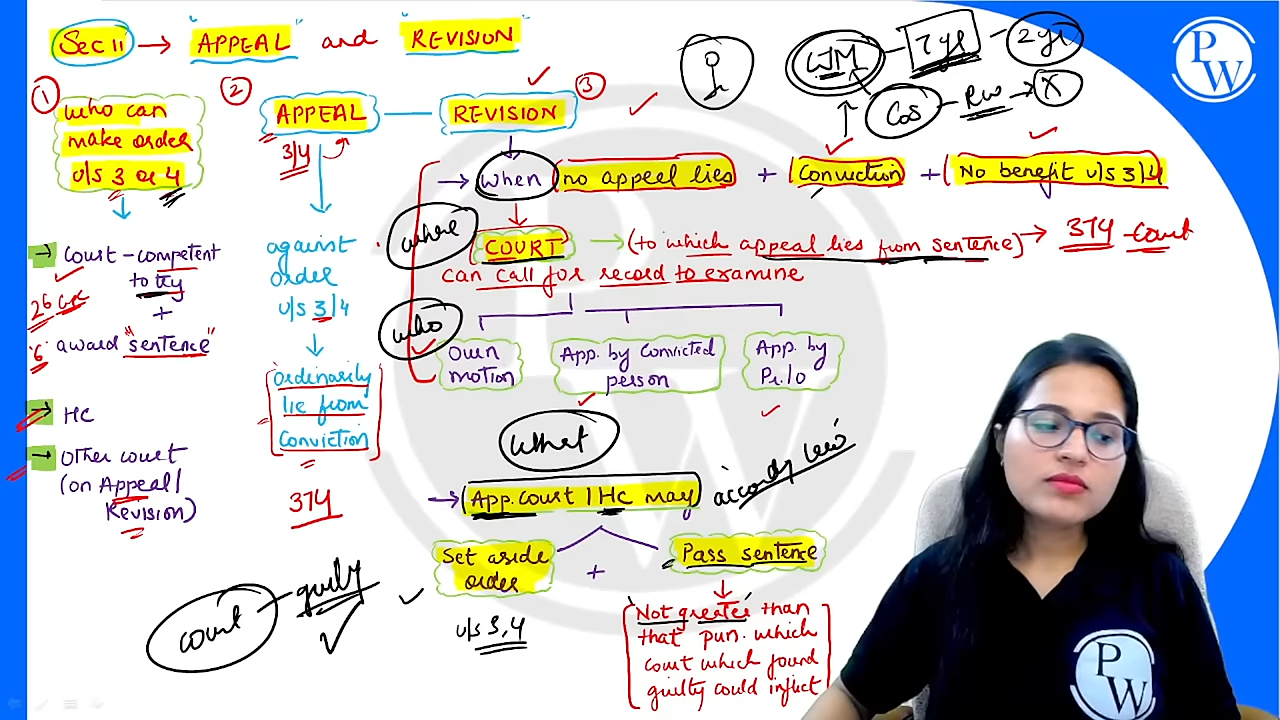 Sec 11 → "APPEAL" and "REVISION"
① who can
make order
u/s 3 or 4
→ Court - competent
to try
+
award "sentence"
26
6
→ HC
→ Other court
(on Appeal/
Revision)
② APPEAL
3/4
against
order
u/s 3/4
ordinarily
lie from
Conviction
374
REVISION ③
→ when no appeal lies + Conviction + No benefit u/s 3/4
where
COURT → (to which appeal lies from sentence) → 374 - Court
can call for record to examine
who
Own
motion
App. by Convicted
person
App. by
Pr. /o
What
→ App. court / HC may
Set aside
order
u/s 3, 4
+
Pass sentence
Not greater than
that pun. which
court which found
guilty could inflict
court - guilty
JM - 7 yr - 2 yr
CoS - RW → X
P
W
P
W
PW